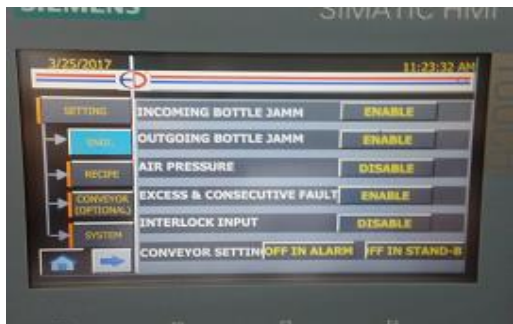 SIEMENS
SIMATIC HMI
3/25/2017
11:23:32 AM
SETTING
INCOMING BOTTLE JAMM
ENABLE
OUTGOING BOTTLE JAMM
ENABLE
AIR PRESSURE
DISABLE
RECIPE
EXCESS & CONSECUTIVE FAULT
ENABLE
CONVEYOR
(OPTIONAL)
INTERLOCK INPUT
DISABLE
SYSTEM
CONVEYOR SETTIN
OFF IN ALARM
FF IN STAND-B